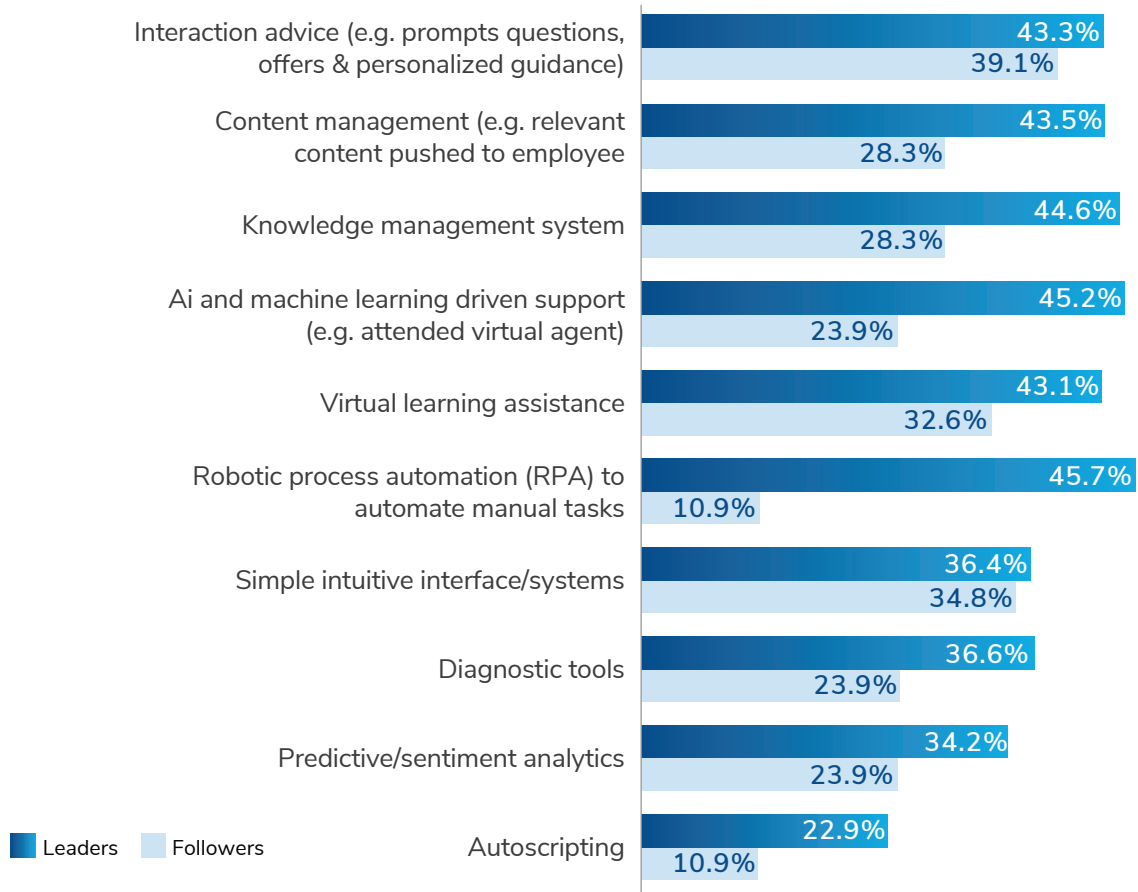 Interaction advice (e.g. prompts questions,
offers & personalized guidance)
43.3%
39.1%
Content management (e.g. relevant
content pushed to employee
43.5%
28.3%
Knowledge management system
44.6%
28.3%
Ai and machine learning driven support
(e.g. attended virtual agent)
45.2%
23.9%
Virtual learning assistance
43.1%
32.6%
Robotic process automation (RPA) to
automate manual tasks
45.7%
10.9%
Simple intuitive interface/systems
36.4%
34.8%
Diagnostic tools
36.6%
23.9%
Predictive/sentiment analytics
34.2%
23.9%
Autoscripting
22.9%
10.9%
Leaders
Followers